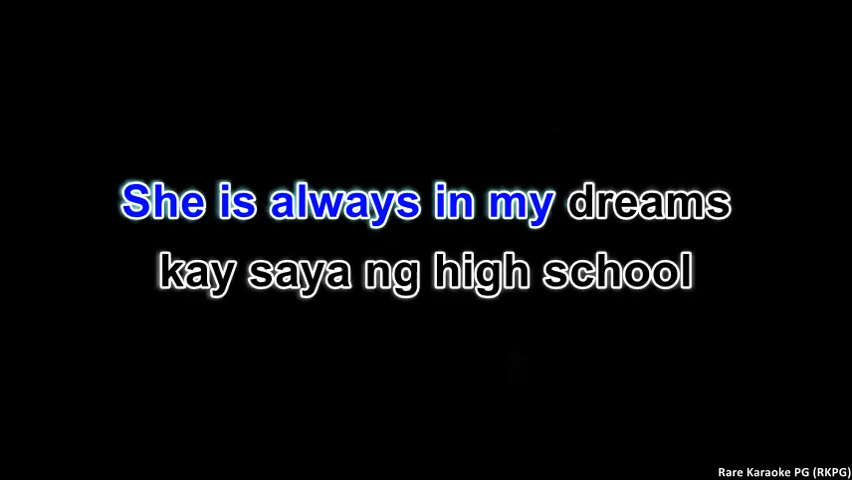 She is always in my dreams
kay saya ng high school
Rare Karaoke PG (RKPG)